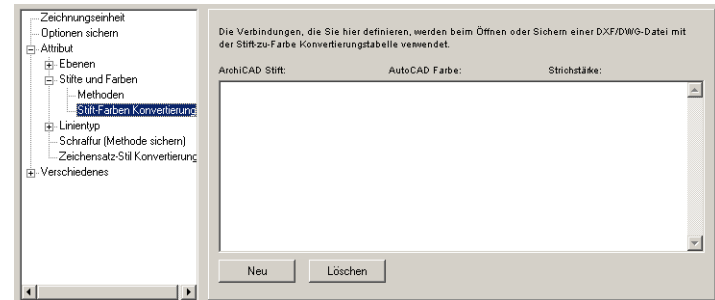 Zeichnungseinheit
Optionen sichern
Attribut
Ebenen
Stifte und Farben
Methoden
Stift-Farben Konvertierung
Linientyp
Schraffur (Methode sichern)
Zeichensatz-Stil Konvertierung
Verschiedenes
Die Verbindungen, die Sie hier definieren, werden beim Öffnen oder Sichern einer DXF/DWG-Datei mit
der Stift-zu-Farbe Konvertierungstabelle verwendet.
ArchiCAD Stift: AutoCAD Farbe: Strichstärke:
Neu Löschen